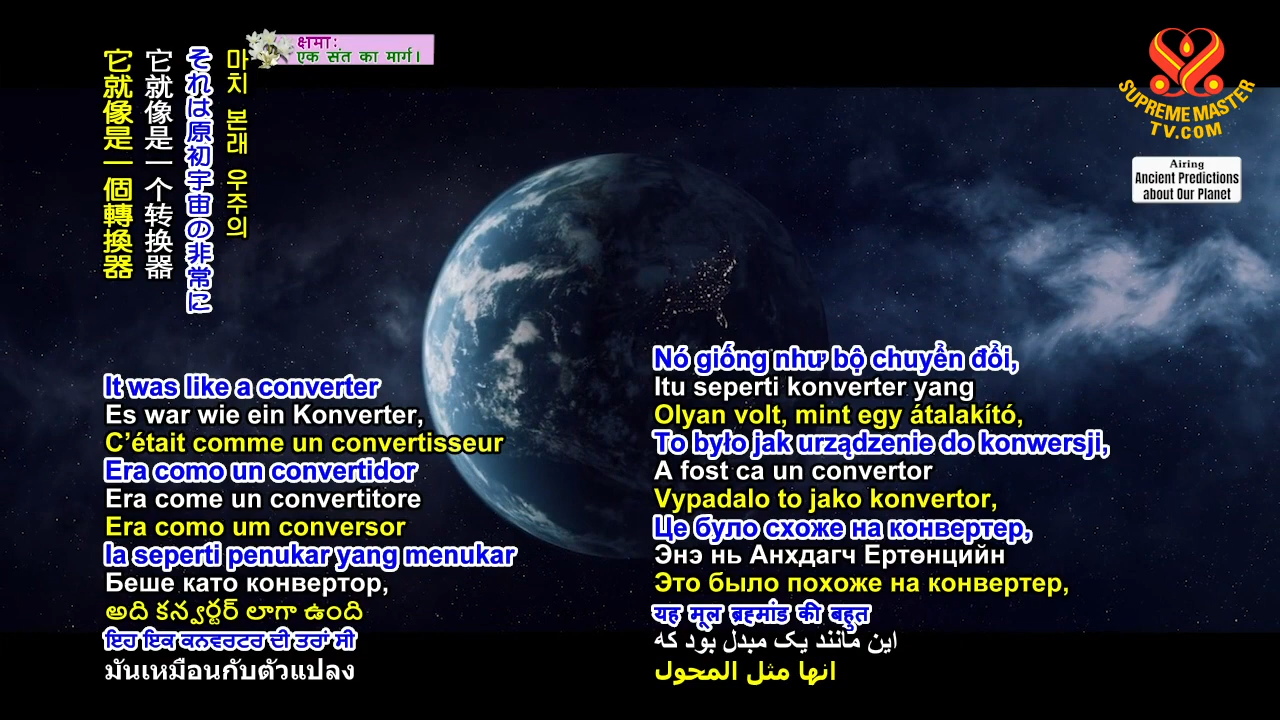 क्षमा:
एक संत का मार्ग।
SUPREME MASTER
TV.COM
Airing
Ancient Predictions
about Our Planet
마치 본래 우주의
それは原初宇宙の非常に
它就像是一个转换器
它就像是一個轉換器
It was like a converter
Es war wie ein Konverter,
C’était comme un convertisseur
Era como un convertidor
Era come un convertitore
Era como um conversor
Ia seperti penukar yang menukar
Беше като конвертор,
అది కన్వర్టర్ లాగా ఉంది
ਇਹ ਇਕ ਕਨਵਰਟਰ ਦੀ ਤਰਾਂ ਸੀ
มันเหมือนกับตัวแปลง
Nó giống như bộ chuyển đổi,
Itu seperti konverter yang
Olyan volt, mint egy átalakító,
To było jak urządzenie do konwersji,
A fost ca un convertor
Vypadalo to jako konvertor,
Це було схоже на конвертер,
Энэ нь Анхдагч Ертөнцийн
Это было похоже на конвертер,
यह मूल ब्रह्मांड की बहुत
این مانند یک مبدل بود که
انها مثل المحول